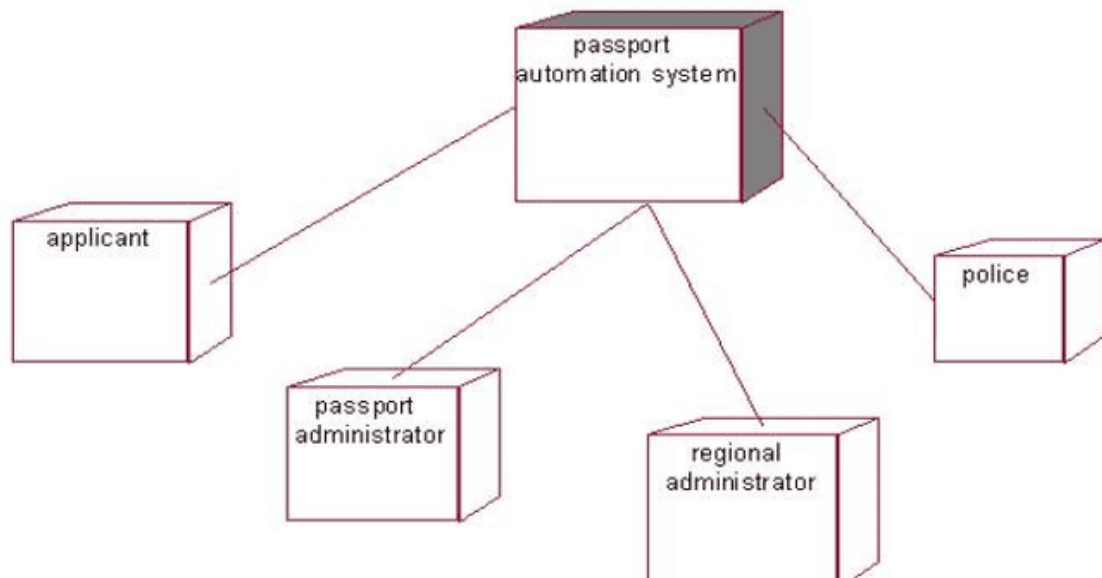 passport
automation system
applicant
police
passport
administrator
regional
administrator